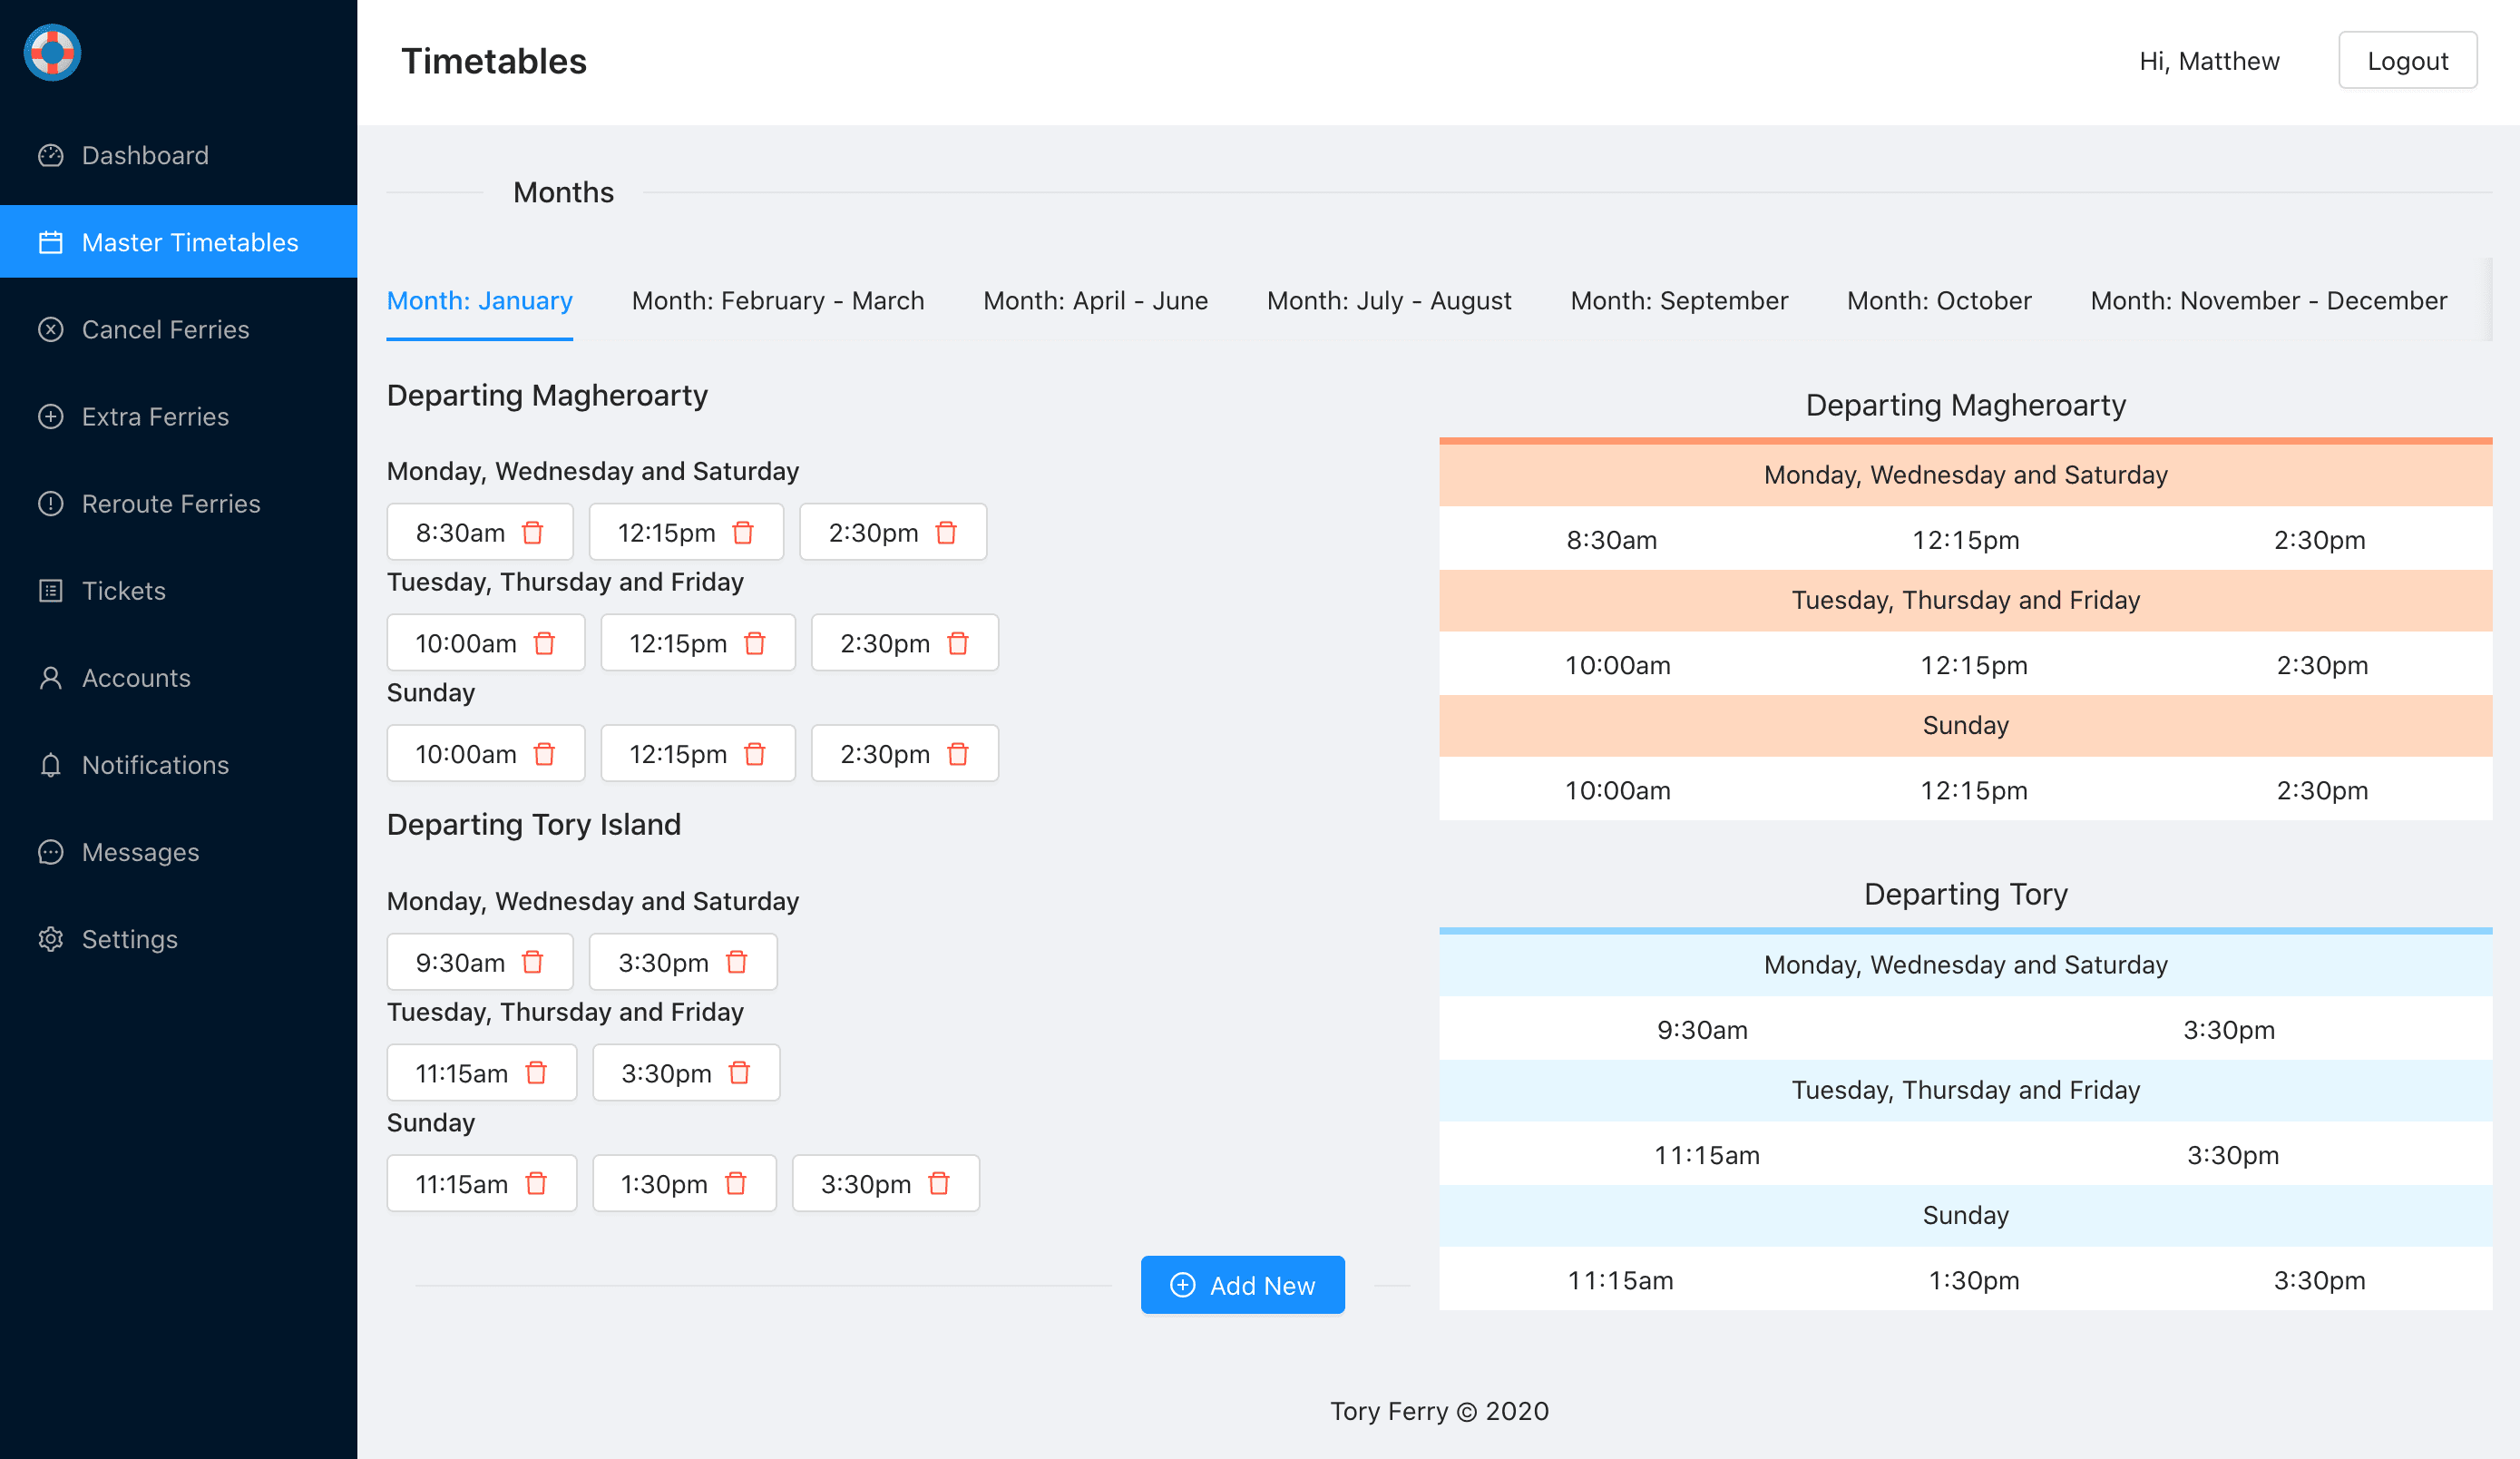 Timetables
Hi, Matthew
Logout
Dashboard
Master Timetables
Cancel Ferries
Extra Ferries
Reroute Ferries
Tickets
Accounts
Notifications
Messages
Settings
Months
Month: January Month: February - March Month: April - June Month: July - August Month: September Month: October Month: November - December
Departing Magheroarty
Monday, Wednesday and Saturday
8:30am 12:15pm 2:30pm
Tuesday, Thursday and Friday
10:00am 12:15pm 2:30pm
Sunday
10:00am 12:15pm 2:30pm
Departing Tory Island
Monday, Wednesday and Saturday
9:30am 3:30pm
Tuesday, Thursday and Friday
11:15am 3:30pm
Sunday
11:15am 1:30pm 3:30pm
Add New
Departing Magheroarty
Monday, Wednesday and Saturday
8:30am 12:15pm 2:30pm
Tuesday, Thursday and Friday
10:00am 12:15pm 2:30pm
Sunday
10:00am 12:15pm 2:30pm
Departing Tory
Monday, Wednesday and Saturday
9:30am 3:30pm
Tuesday, Thursday and Friday
11:15am 3:30pm
Sunday
11:15am 1:30pm 3:30pm
Tory Ferry © 2020